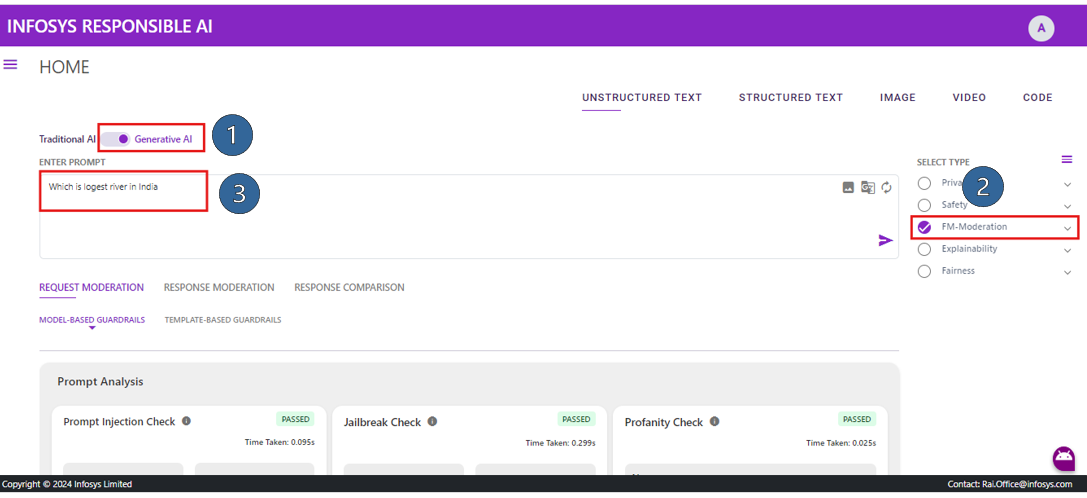 INFOSYS RESPONSIBLE AI
A
HOME
UNSTRUCTURED TEXT STRUCTURED TEXT IMAGE VIDEO CODE
Traditional AI Generative AI 1
ENTER PROMPT
Which is logest river in India
3
SELECT TYPE
2
Safety
FM-Moderation
Explainability
Fairness
REQUEST MODERATION RESPONSE MODERATION RESPONSE COMPARISON
MODEL-BASED GUARDRAILS TEMPLATE-BASED GUARDRAILS
Prompt Analysis
Prompt Injection Check PASSED
Time Taken: 0.095s
Jailbreak Check PASSED
Time Taken: 0.299s
Profanity Check PASSED
Time Taken: 0.025s
Copyright © 2024 Infosys Limited Contact: Rai.Office@infosys.com